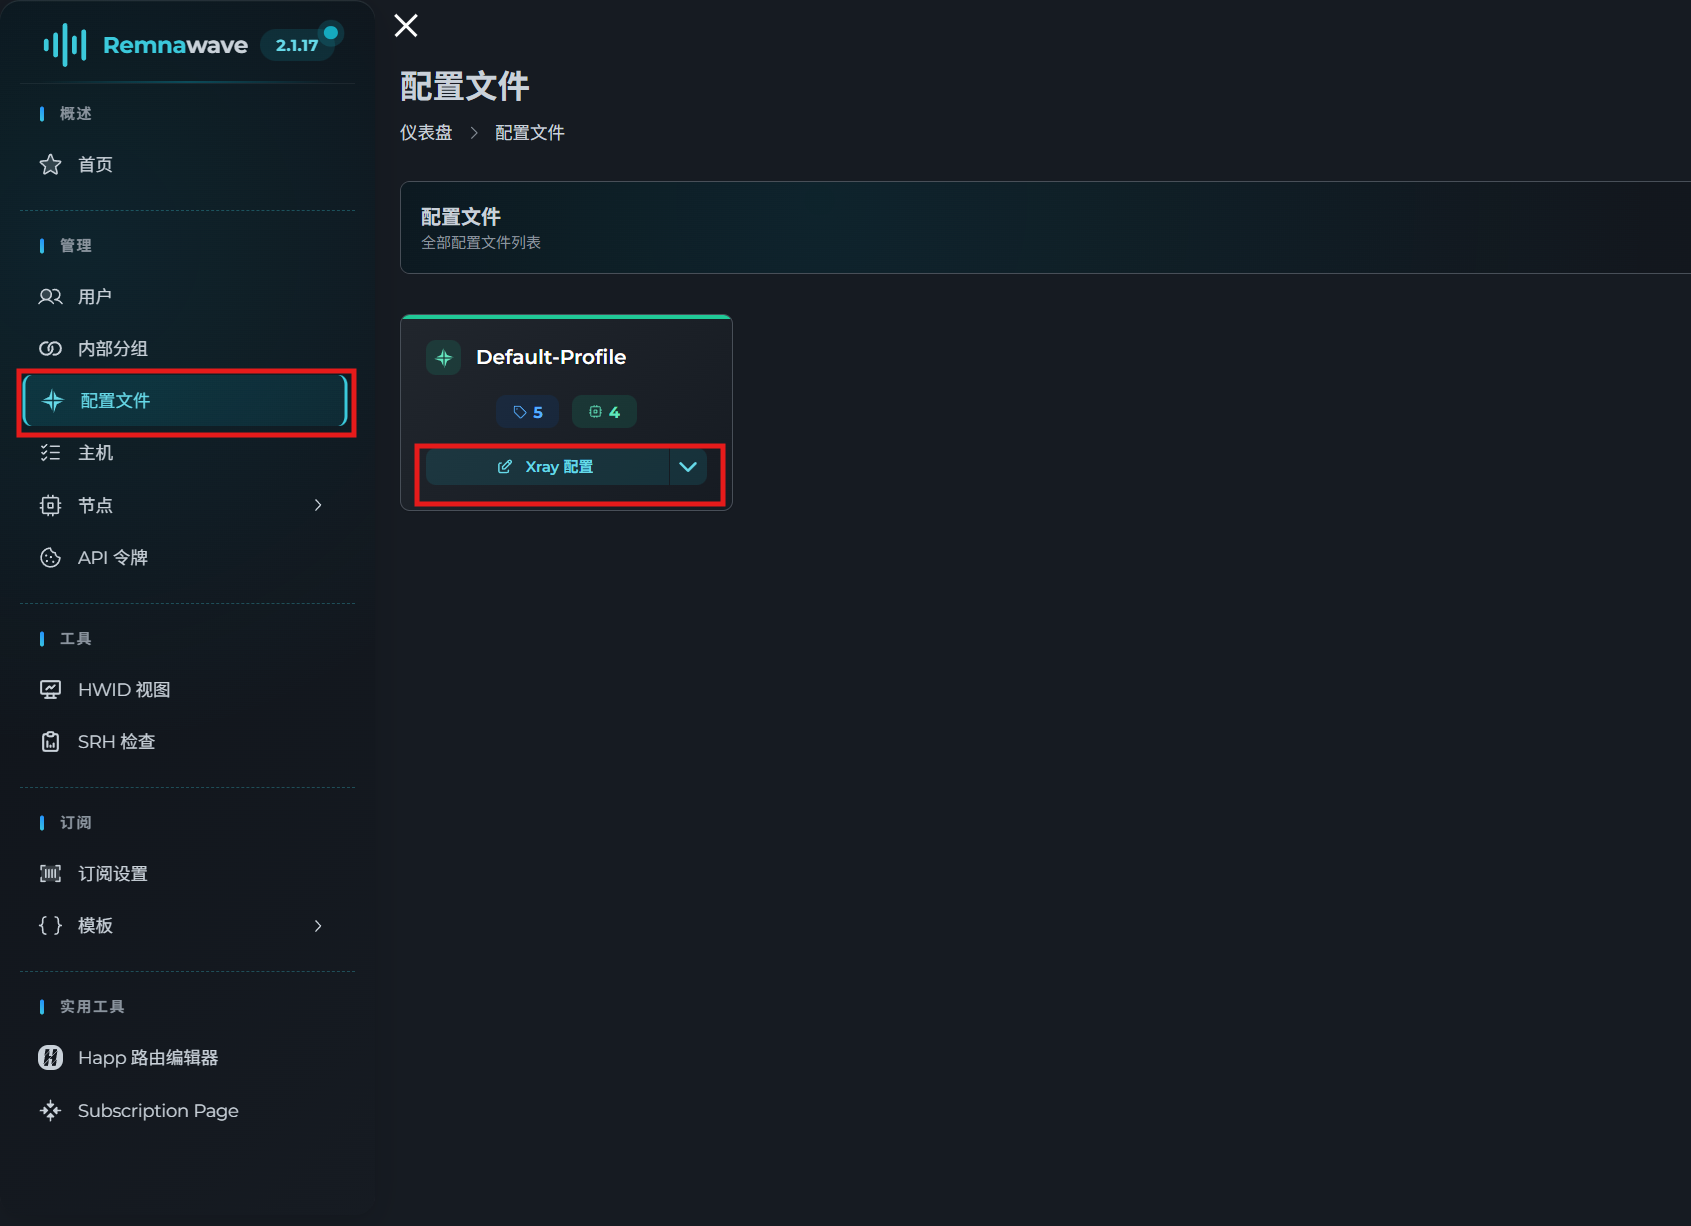 Remnawave 2.1.17
概述
首页
管理
用户
内部分组
配置文件
主机
节点
API 令牌
工具
HWID 视图
SRH 检查
订阅
订阅设置
模板
实用工具
Happ 路由编辑器
Subscription Page
配置文件
仪表盘 > 配置文件
配置文件
全部配置文件列表
Default-Profile
5 4
Xray 配置